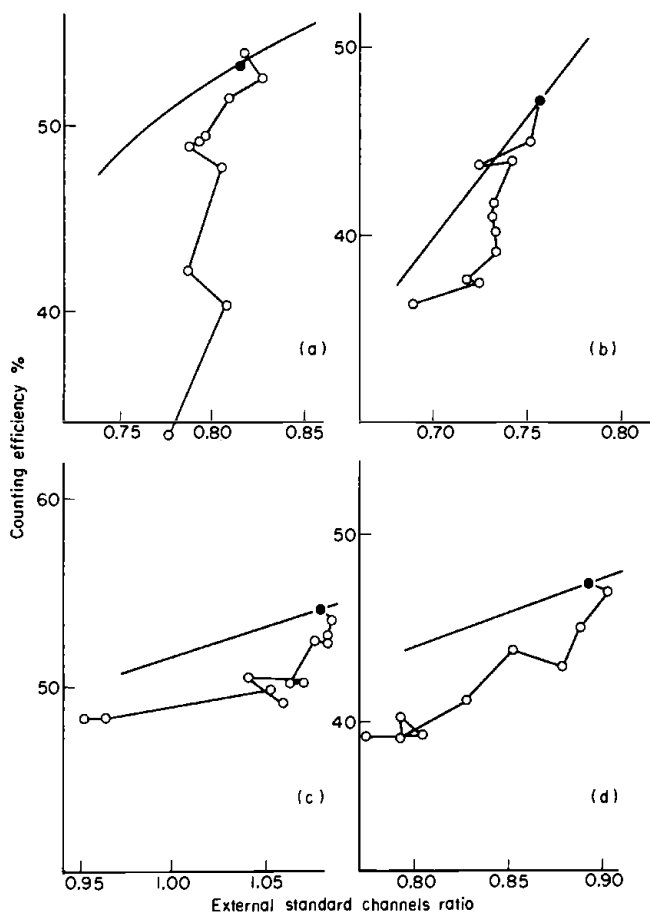 50
40
(a)
0.75 0.80 0.85
50
40
(b)
0.70 0.75 0.80
Counting efficiency %
60
50
(c)
0.95 1.00 1.05
50
40
(d)
0.80 0.85 0.90
External standard channels ratio